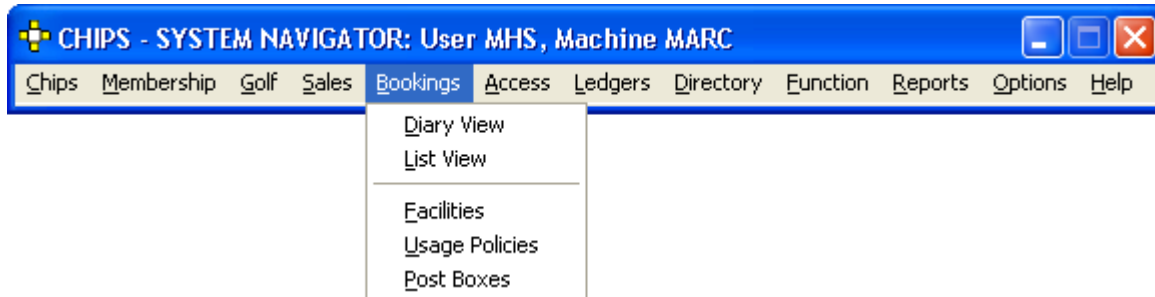 CHIPS - SYSTEM NAVIGATOR: User MHS, Machine MARC
Chips Membership Golf Sales Bookings Access Ledgers Directory Function Reports Options Help
Diary View
List View
Facilities
Usage Policies
Post Boxes